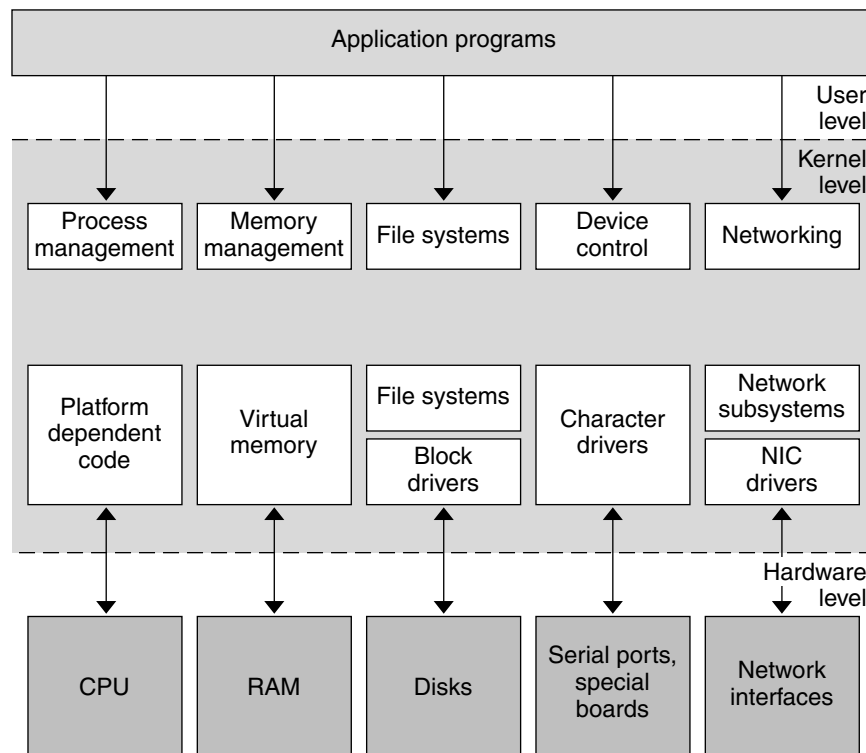 Application programs
User
level
Kernel
level
Process
management
Memory
management
File systems
Device
control
Networking
Platform
dependent
code
Virtual
memory
File systems
Block
drivers
Character
drivers
Network
subsystems
NIC
drivers
Hardware
level
CPU
RAM
Disks
Serial ports,
special
boards
Network
interfaces